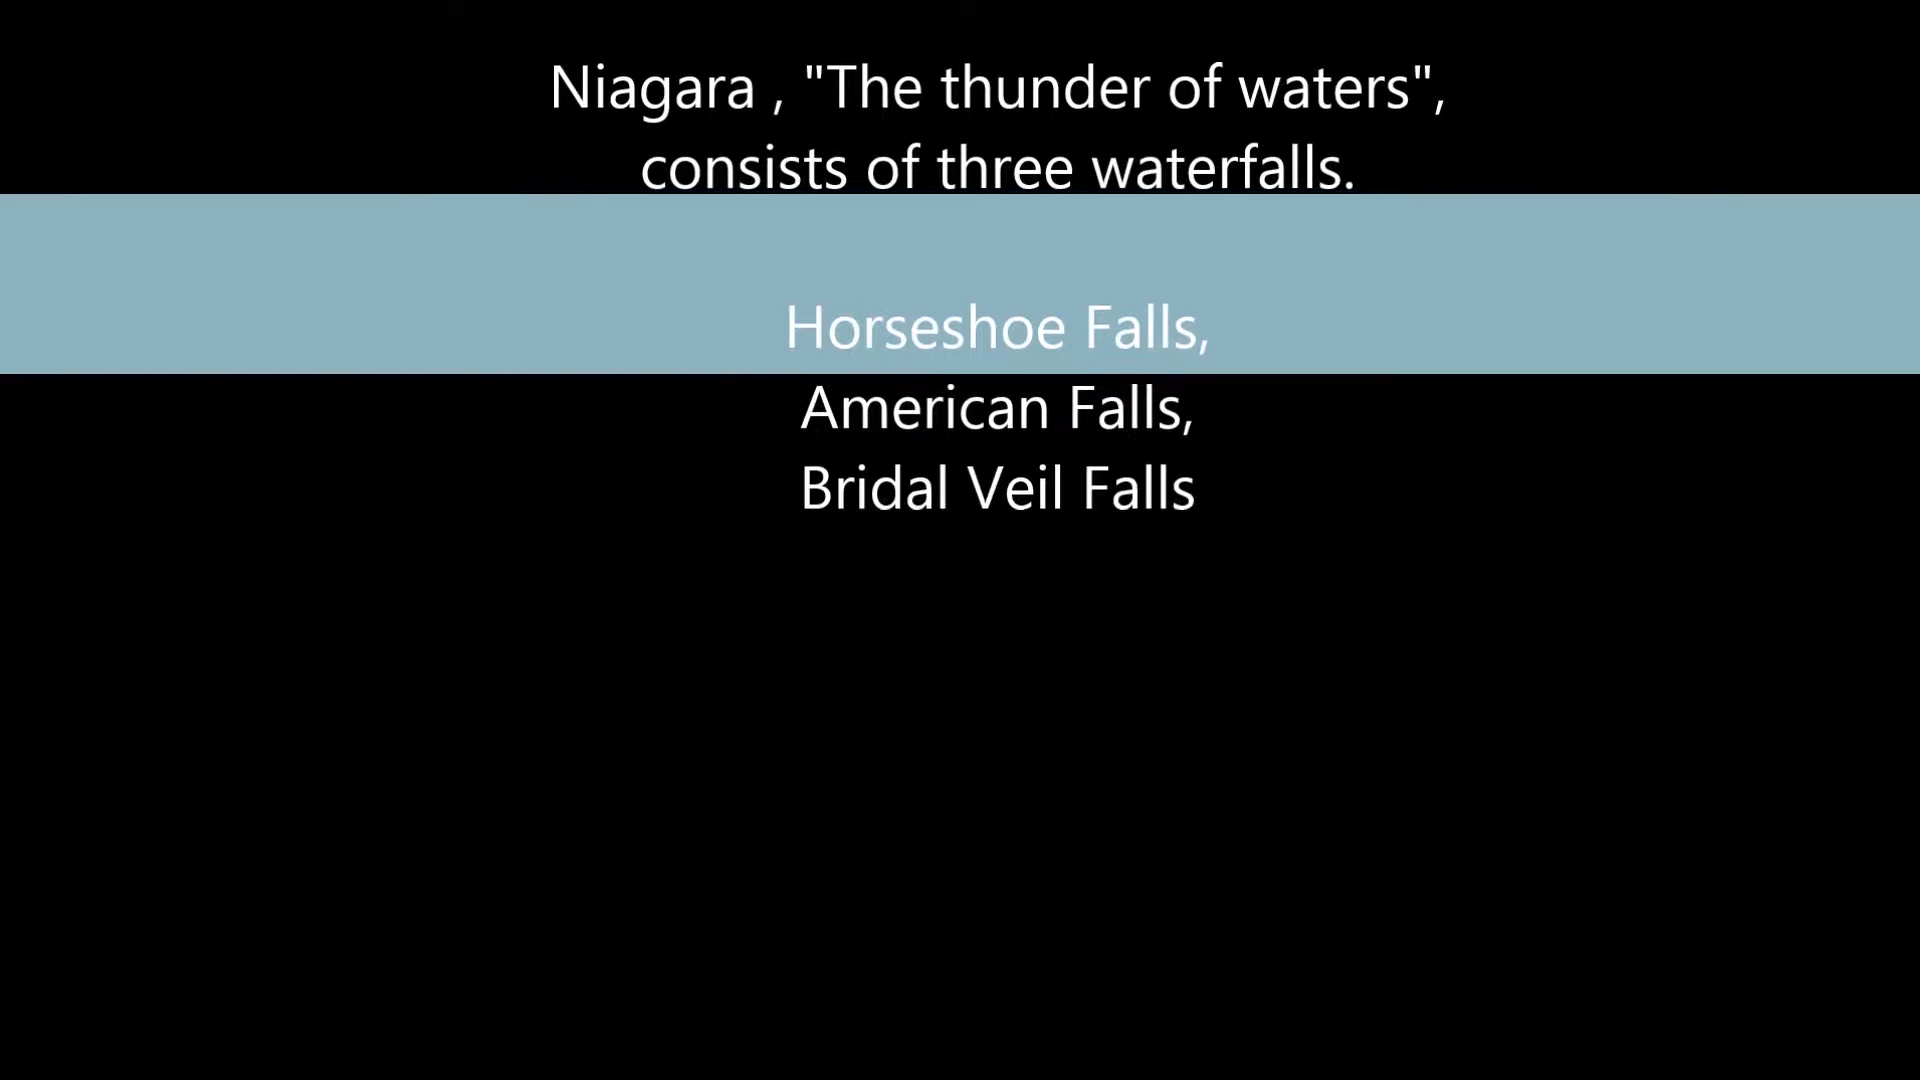 Niagara , "The thunder of waters",
consists of three waterfalls.
Horseshoe Falls,
American Falls,
Bridal Veil Falls